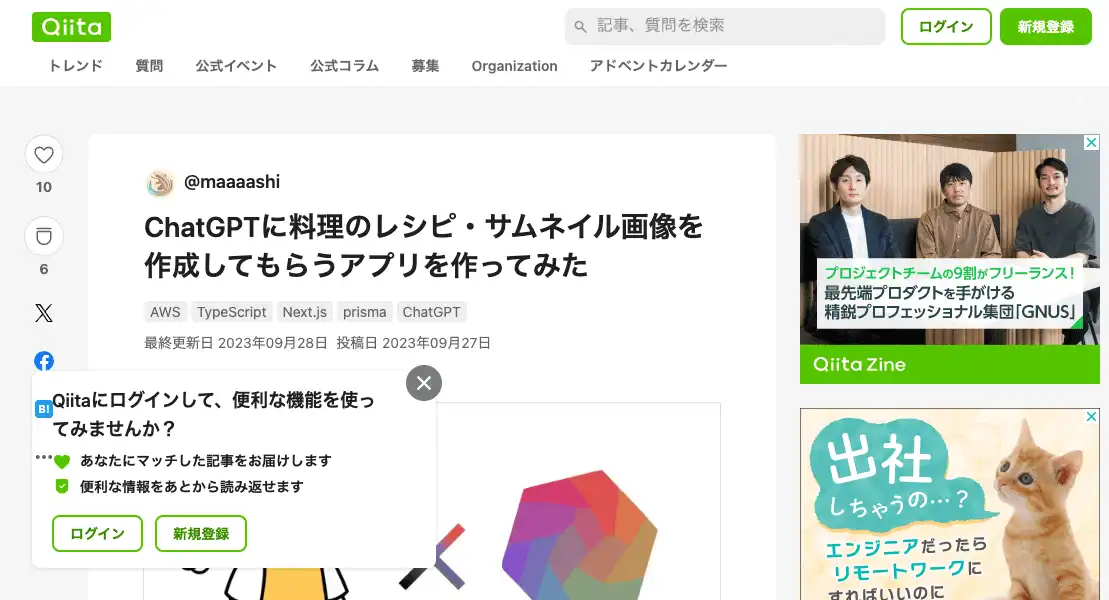 Qiita
記事、質問を検索
ログイン
新規登録
トレンド 質問 公式イベント 公式コラム 募集 Organization アドベントカレンダー
10
6
@maaaashi
ChatGPTに料理のレシピ・サムネイル画像を
作成してもらうアプリを作ってみた
AWS TypeScript Next.js prisma ChatGPT
最終更新日 2023年09月28日 投稿日 2023年09月27日
B!
Qiitaにログインして、便利な機能を使っ
てみませんか？
あなたにマッチした記事をお届けします
便利な情報をあとから読み返せます
ログイン 新規登録
プロジェクトチームの9割がフリーランス！
最先端プロダクトを手がける
精鋭プロフェッショナル集団「GNUS」
Qiita Zine
出社
しちゃうの…？
エンジニアだったら
リモートワークに
すればいいのに